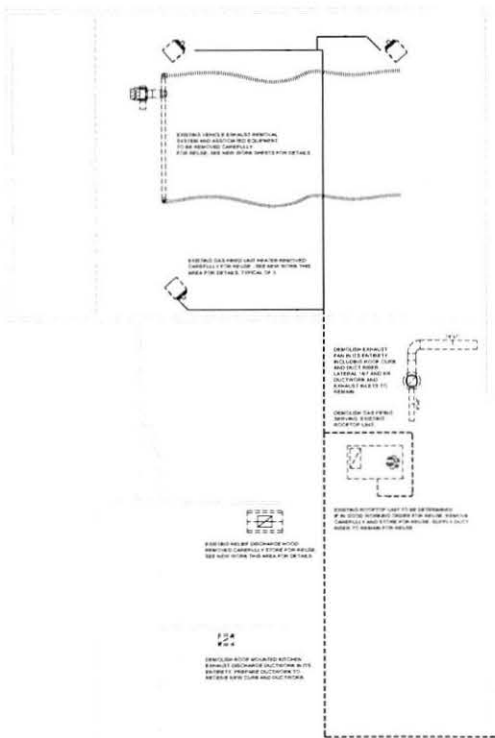 EXISTING VEHICLE EXHAUST REMOVAL
SYSTEM AND ASSOCIATED EQUIPMENT
TO BE REMOVED CAREFULLY
FOR REUSE. SEE NEW WORK SHEETS FOR DETAILS.
EXISTING GAS FIRED UNIT HEATER REMOVED
CAREFULLY FOR REUSE. SEE NEW WORK THIS
AREA FOR DETAILS. TYPICAL OF 3
DEMOLISH EXHAUST
FAN IN ITS ENTIRETY
INCLUDES ROOF CURB
AND DUCT RISER.
LATERAL
DUCTWORK AND
EXHAUST INLETS TO
REMAIN.
DEMOLISH GAS PIPING
SERVING EXISTING
ROOFTOP UNIT.
EXISTING ROOFTOP UNIT TO BE DETERMINED
IF IN GOOD WORKING ORDER FOR REUSE. REMOVE
CAREFULLY AND STORE FOR REUSE. SUPPLY DUCT
RISER TO REMAIN FOR REUSE.
EXISTING RELIEF DISCHARGE HOOD
REMOVED CAREFULLY STORE FOR REUSE.
SEE NEW WORK THIS AREA FOR DETAILS.
DEMOLISH ROOF MOUNTED KITCHEN
EXHAUST DISCHARGE DUCTWORK IN ITS
ENTIRETY. PREPARE DUCTWORK TO
RECEIVE NEW CURB AND DUCTWORK.